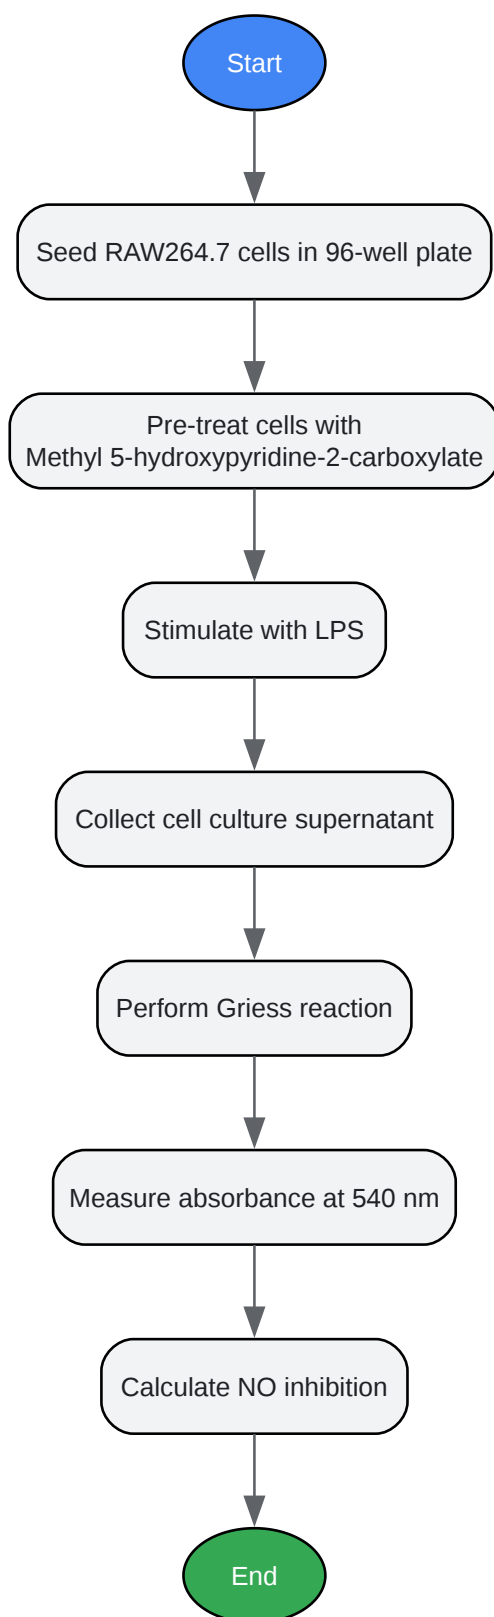 Start
Seed RAW264.7 cells in 96-well plate
Pre-treat cells with
Methyl 5-hydroxypyridine-2-carboxylate
Stimulate with LPS
Collect cell culture supernatant
Perform Griess reaction
Measure absorbance at 540 nm
Calculate NO inhibition
End